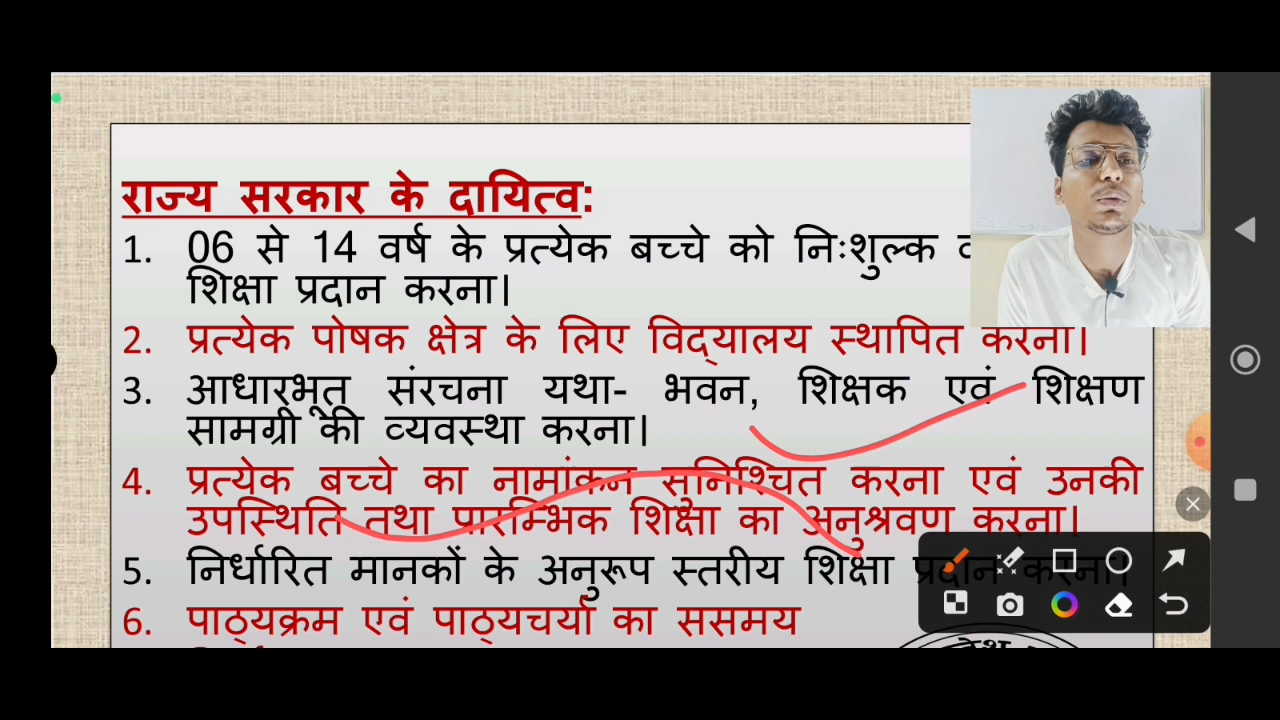 राज्य सरकार के दायित्व:
1. 06 से 14 वर्ष के प्रत्येक बच्चे को निःशुल्क
शिक्षा प्रदान करना।
2. प्रत्येक पोषक क्षेत्र के लिए विद्यालय स्थापित करना।
3. आधारभूत संरचना यथा- भवन, शिक्षक एवं शिक्षण
सामग्री की व्यवस्था करना।
4. प्रत्येक बच्चे का नामांकन सुनिश्चित करना एवं उनकी
उपस्थिति तथा प्रारम्भिक शिक्षा का अनुश्रवण करना।
5. निर्धारित मानकों के अनुरूप स्तरीय शिक्षा प्रदान करना।
6. पाठ्यक्रम एवं पाठ्यचर्या का ससमय